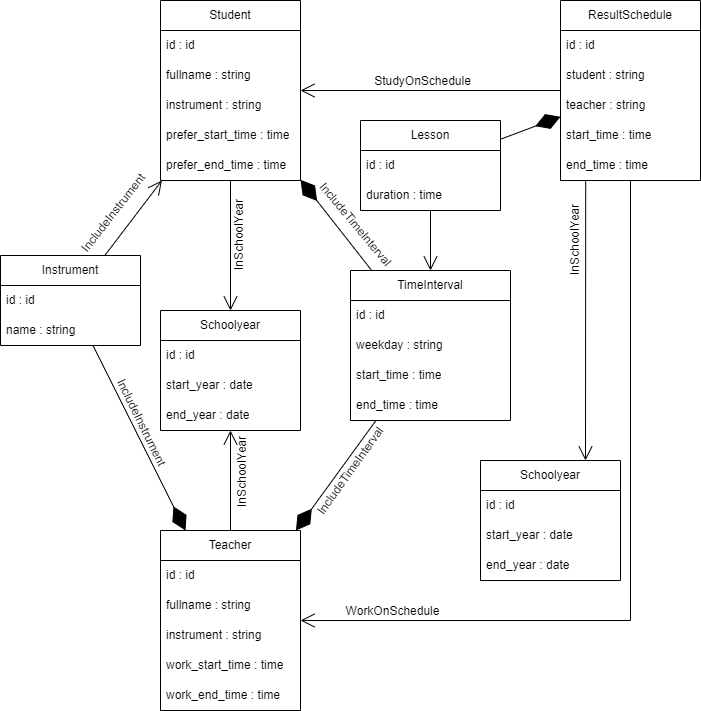 Student
id : id
fullname : string
instrument : string
prefer_start_time : time
prefer_end_time : time
ResultSchedule
id : id
student : string
teacher : string
start_time : time
end_time : time
StudyOnSchedule
Lesson
id : id
duration : time
IncludeInstrument
InSchoolYear
IncludeTimeInterval
InSchoolYear
Instrument
id : id
name : string
Schoolyear
id : id
start_year : date
end_year : date
TimeInterval
id : id
weekday : string
start_time : time
end_time : time
IncludeInstrument
InSchoolYear
IncludeTimeInterval
Schoolyear
id : id
start_year : date
end_year : date
Teacher
id : id
fullname : string
instrument : string
work_start_time : time
work_end_time : time
WorkOnSchedule